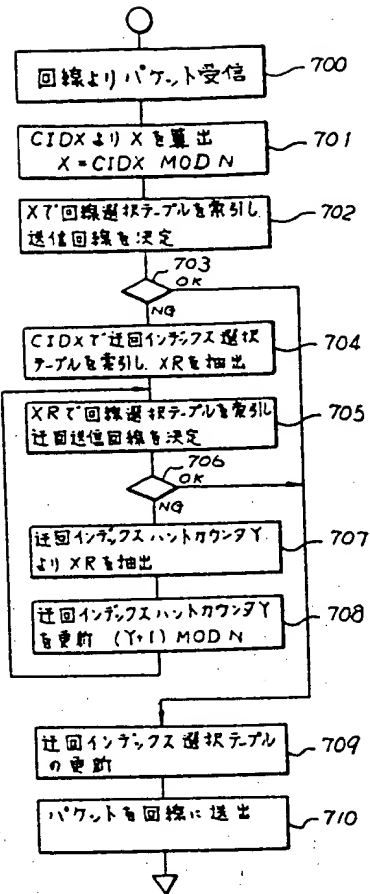 回線よりパケット受信
700
CIDXよりXを算出
X=CIDX MOD N
701
Xで回線選択テーブルを索引し
送信回線を決定
702
703
OK
NG
CIDXで迂回インデックス選択
テーブルを索引し.XRを抽出
704
XRで回線選択テーブルを索引し
迂回送信回線を決定
705
706
OK
NG
迂回インデックスハントカウンタY
よりXRを抽出
707
迂回インデックスハントカウンタY
を更新 (Y+1) MOD N
708
迂回インデックス選択テーブル
の更新
709
パケットを回線に送出
710